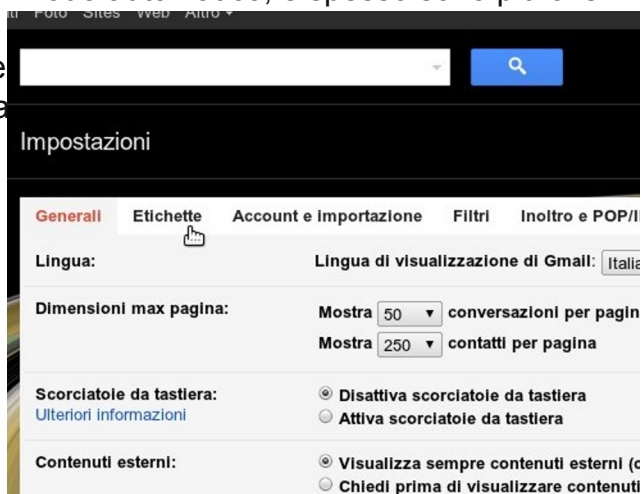 Foto Sites Web Altro
Impostazioni
Generali Etichette Account e importazione Filtri Inoltro e
Lingua: Lingua di visualizzazione di Gmail:
Dimensioni max pagina: Mostra 50 conversazioni per
Mostra 250 contatti per pagina
Scorciatoie da tastiera: Disattiva scorciatoie da tastiera
Ulteriori informazioni Attiva scorciatoie da tastiera
Contenuti esterni: Visualizza sempre contenuti esterni
Chiedi prima di visualizzare contenuti